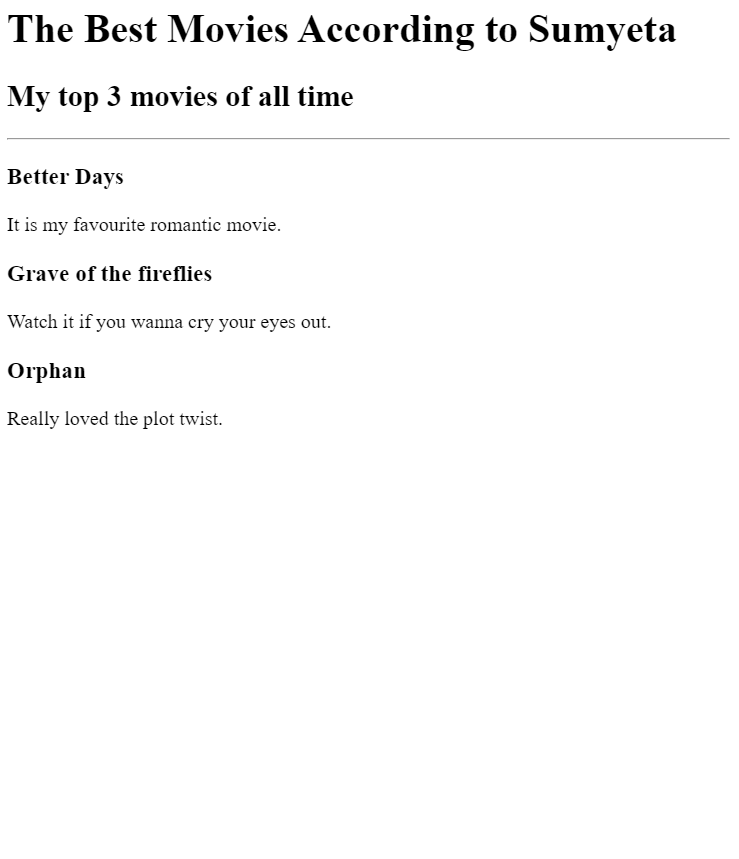 The Best Movies According to Sumyeta
My top 3 movies of all time
Better Days
It is my favourite romantic movie.
Grave of the fireflies
Watch it if you wanna cry your eyes out.
Orphan
Really loved the plot twist.